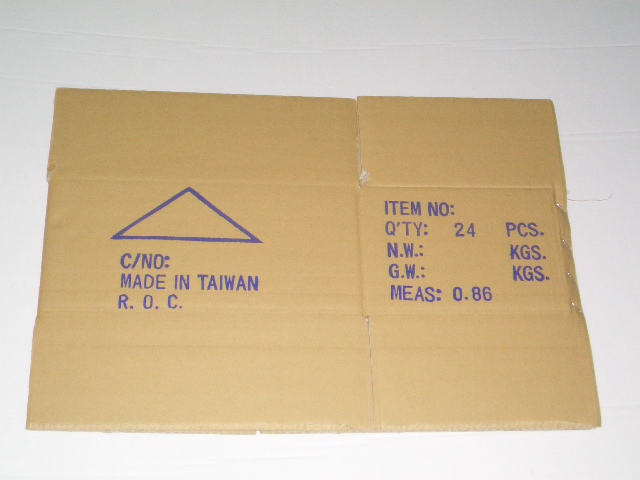 C/NO:
MADE IN TAIWAN
R. O. C.
ITEM NO:
Q'TY: 24 PCS.
N.W.: KGS.
G.W.: KGS.
MEAS: 0.86